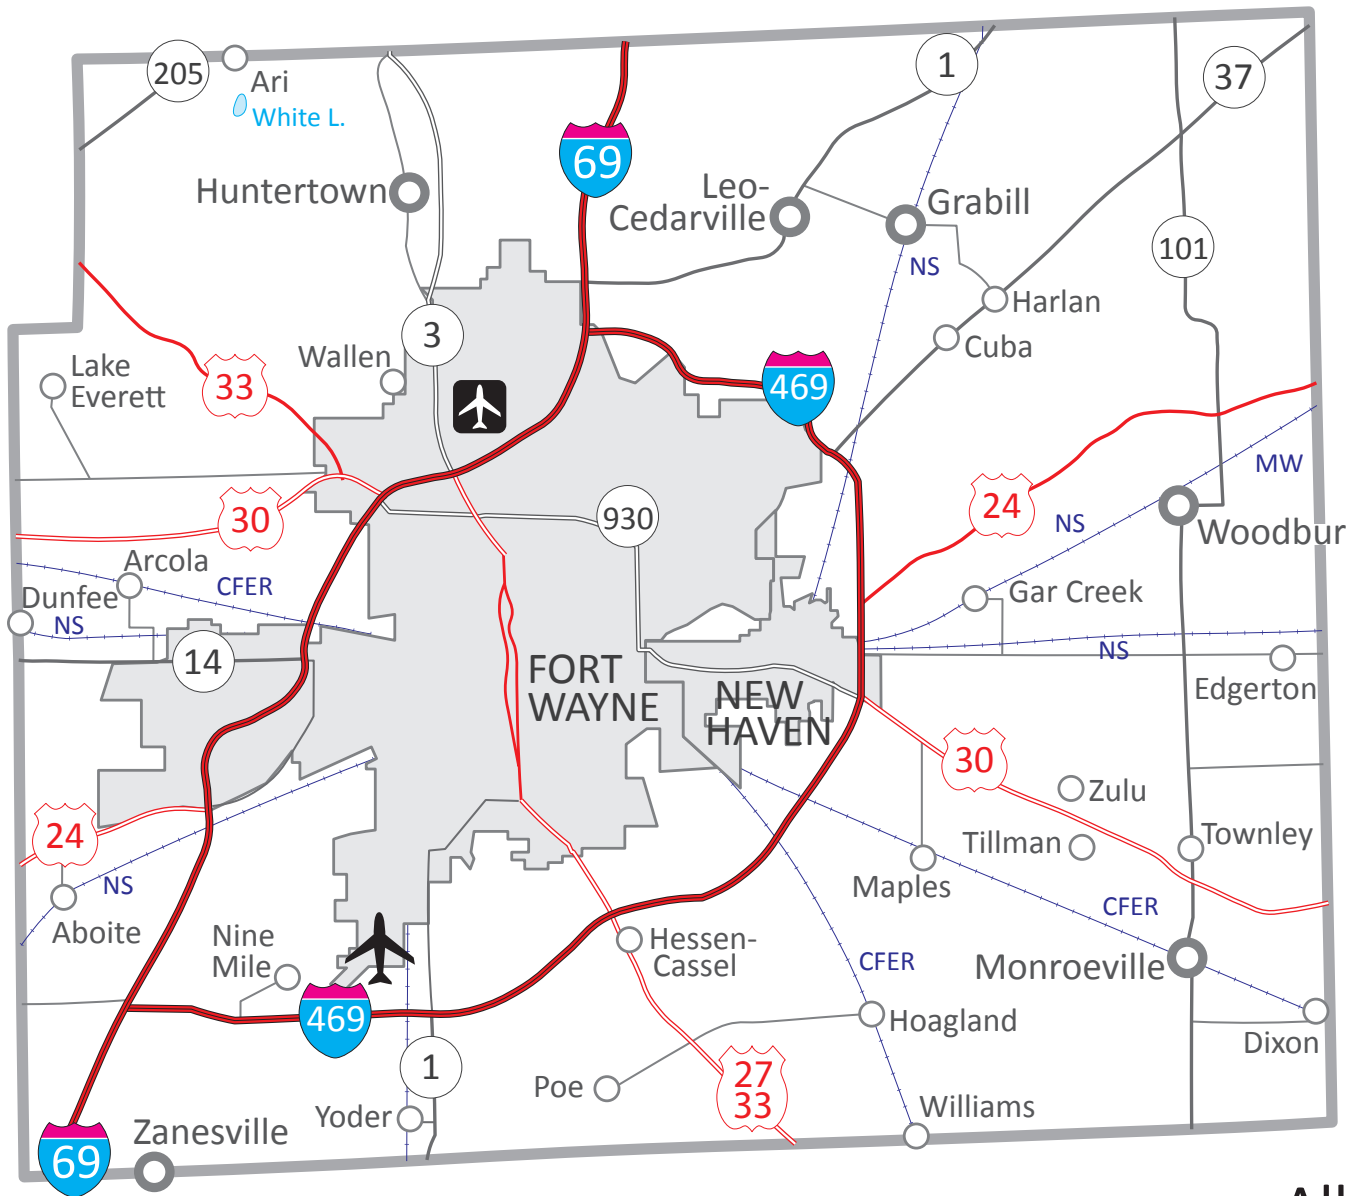 205
Ari
White L.
1
37
69
Huntertown
Leo-
Cedarville
Grabill
NS
101
Harlan
3
Cuba
Wallen
Lake
Everett
33
469
MW
30
930
24
NS
Woodbur
Arcola
CFER
Dunfee
NS
Gar Creek
14
NS
FORT
WAYNE
NEW
HAVEN
Edgerton
30
Zulu
24
Tillman
Townley
NS
Maples
CFER
Aboite
Nine
Mile
Hessen-
Cassel
CFER
Monroeville
469
Hoagland
Dixon
1
Poe
27
33
Yoder
Williams
Zanesville
69
All